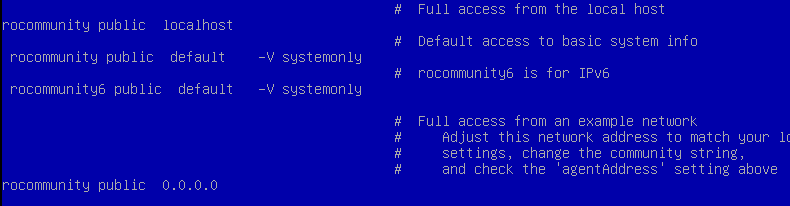 # Full access from the local host
rocommunity public localhost
# Default access to basic system info
rocommunity public default -V systemonly
# rocommunity6 is for IPv6
rocommunity6 public default -V systemonly
# Full access from an example network
# Adjust this network address to match your lo
# settings, change the community string,
# and check the 'agentAddress' setting above
rocommunity public 0.0.0.0